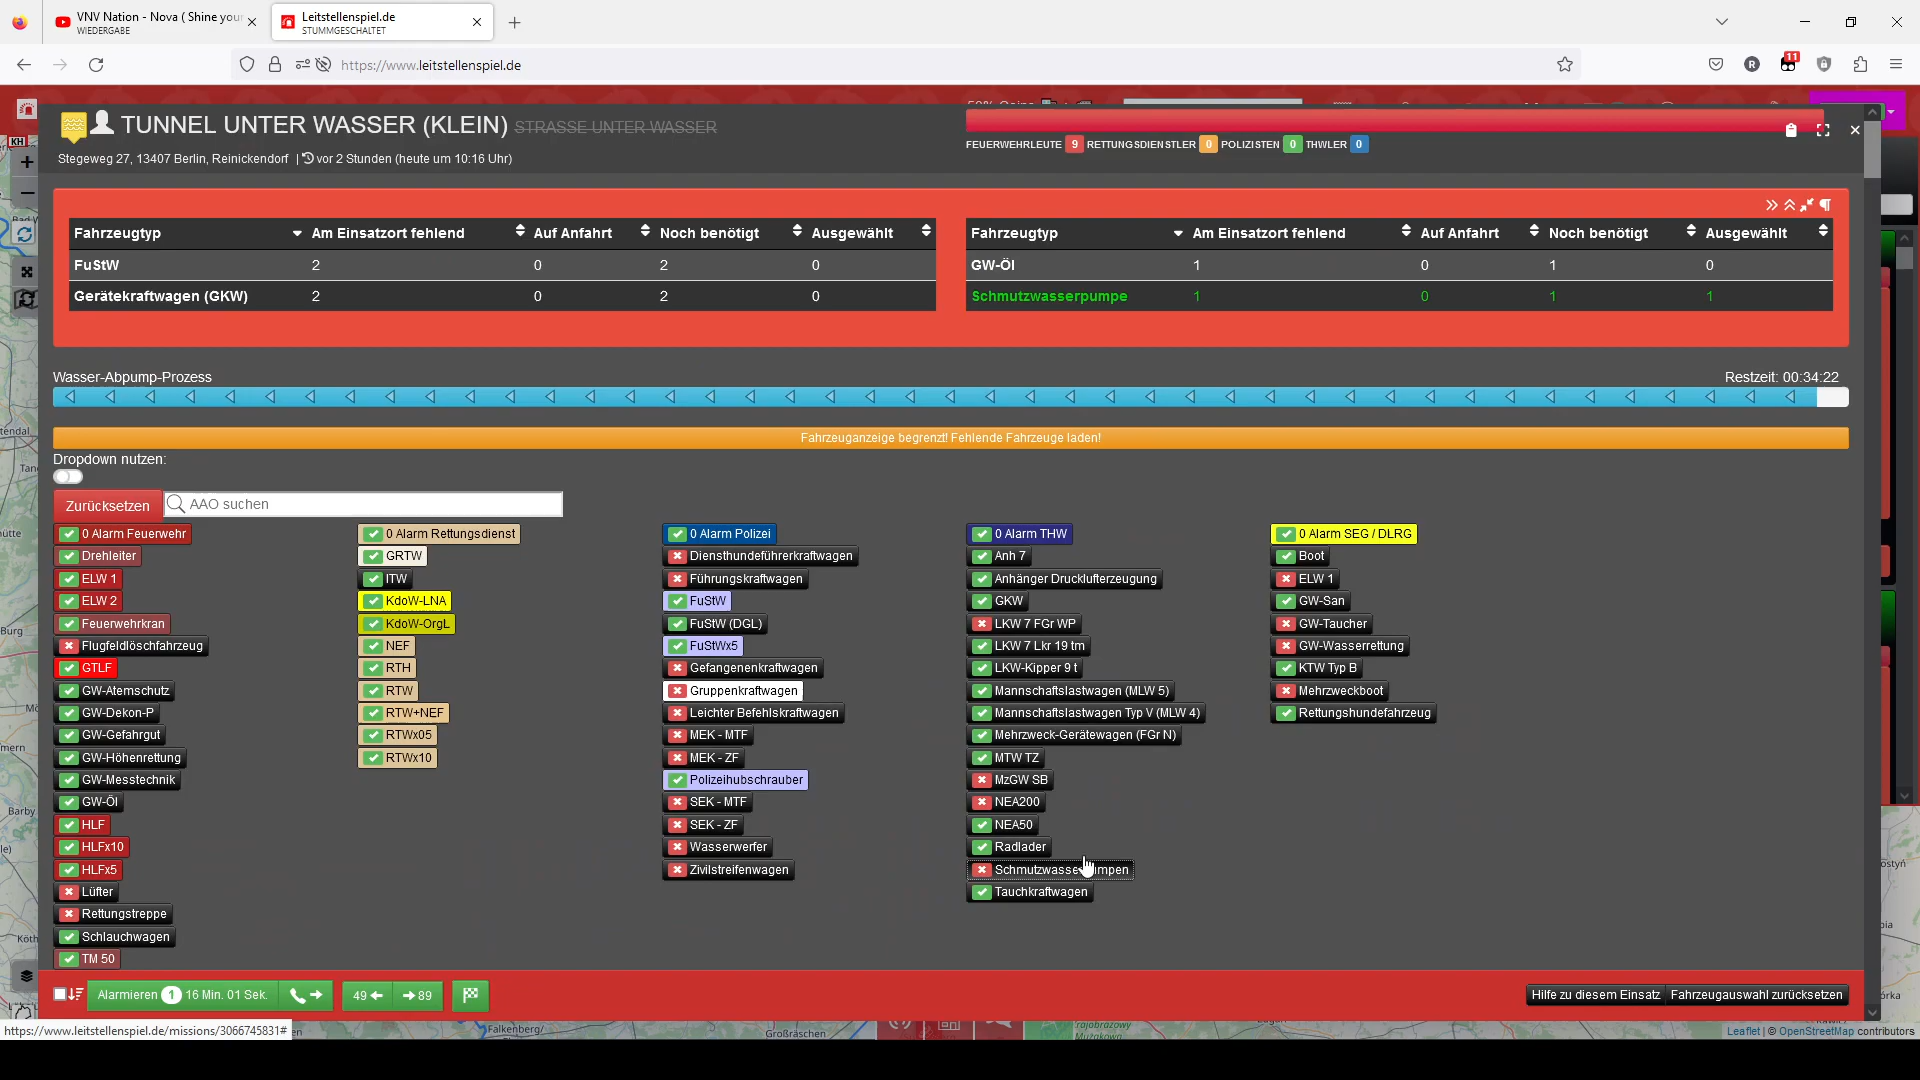 VNV Nation - Nova ( Shine your
WIEDERGABE
Leitstellenspiel.de
STUMMGESCHALTET
https://www.leitstellenspiel.de
11
KH
TUNNEL UNTER WASSER (KLEIN) STRASSE UNTER WASSER
Stegeweg 27, 13407 Berlin, Reinickendorf | vor 2 Stunden (heute um 10:16 Uhr)
FEUERWEHRLEUTE 9 RETTUNGSDIENSTLER 0 POLIZISTEN 0 THWLER 0
Fahrzeugtyp Am Einsatzort fehlend Auf Anfahrt Noch benötigt Ausgewählt
FuStW 2 0 2 0
Gerätekraftwagen (GKW) 2 0 2 0
Fahrzeugtyp Am Einsatzort fehlend Auf Anfahrt Noch benötigt Ausgewählt
GW-Öl 1 0 1 0
Schmutzwasserpumpe 1 0 1 1
Wasser-Abpump-Prozess
Restzeit: 00:34:22
Fahrzeuganzeige begrenzt! Fehlende Fahrzeuge laden!
Dropdown nutzen:
Zurücksetzen
AAO suchen
0 Alarm Feuerwehr
Drehleiter
ELW 1
ELW 2
Feuerwehrkran
Flugfeldlöschfahrzeug
GTLF
GW-Atemschutz
GW-Dekon-P
GW-Gefahrgut
GW-Höhenrettung
GW-Messtechnik
GW-Öl
HLF
HLFx10
HLFx5
Lüfter
Rettungstreppe
Schlauchwagen
TM 50
0 Alarm Rettungsdienst
GRTW
ITW
KdoW-LNA
KdoW-OrgL
NEF
RTH
RTW
RTW+NEF
RTWx05
RTWx10
0 Alarm Polizei
Diensthundeführerkraftwagen
Führungskraftwagen
FuStW
FuStW (DGL)
FuStWx5
Gefangenenkraftwagen
Gruppenkraftwagen
Leichter Befehlskraftwagen
MEK - MTF
MEK - ZF
Polizeihubschrauber
SEK - MTF
SEK - ZF
Wasserwerfer
Zivilstreifenwagen
0 Alarm THW
Anh 7
Anhänger Drucklufterzeugung
GKW
LKW 7 FGr WP
LKW 7 Lkr 19 tm
LKW-Kipper 9 t
Mannschaftslastwagen (MLW 5)
Mannschaftslastwagen Typ V (MLW 4)
Mehrzweck-Gerätewagen (FGr N)
MTW TZ
MzGW SB
NEA200
NEA50
Radlader
Schmutzwasserpumpen
Tauchkraftwagen
0 Alarm SEG / DLRG
Boot
ELW 1
GW-San
GW-Taucher
GW-Wasserrettung
KTW Typ B
Mehrzweckboot
Rettungshundefahrzeug
Alarmieren 1 16 Min. 01 Sek.
49
89
Hilfe zu diesem Einsatz
Fahrzeugauswahl zurücksetzen
https://www.leitstellenspiel.de/missions/3066745831#
Falkenberg/
Großräschen
Leaflet | © OpenStreetMap contributors